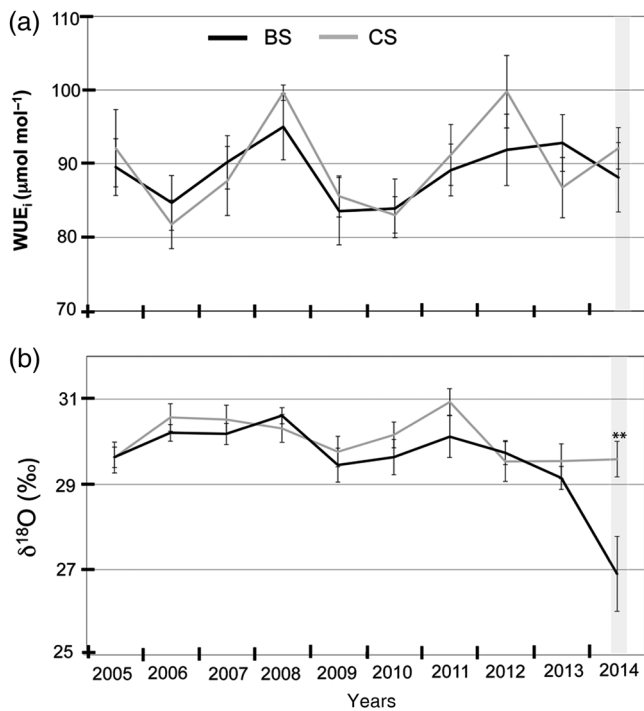 (a)
BS CS
110
100
90
80
70
WUEi (μmol mol⁻¹)
(b)
31
29
27
25
δ¹⁸O (‰)
**
2005 2006 2007 2008 2009 2010 2011 2012 2013 2014
Years